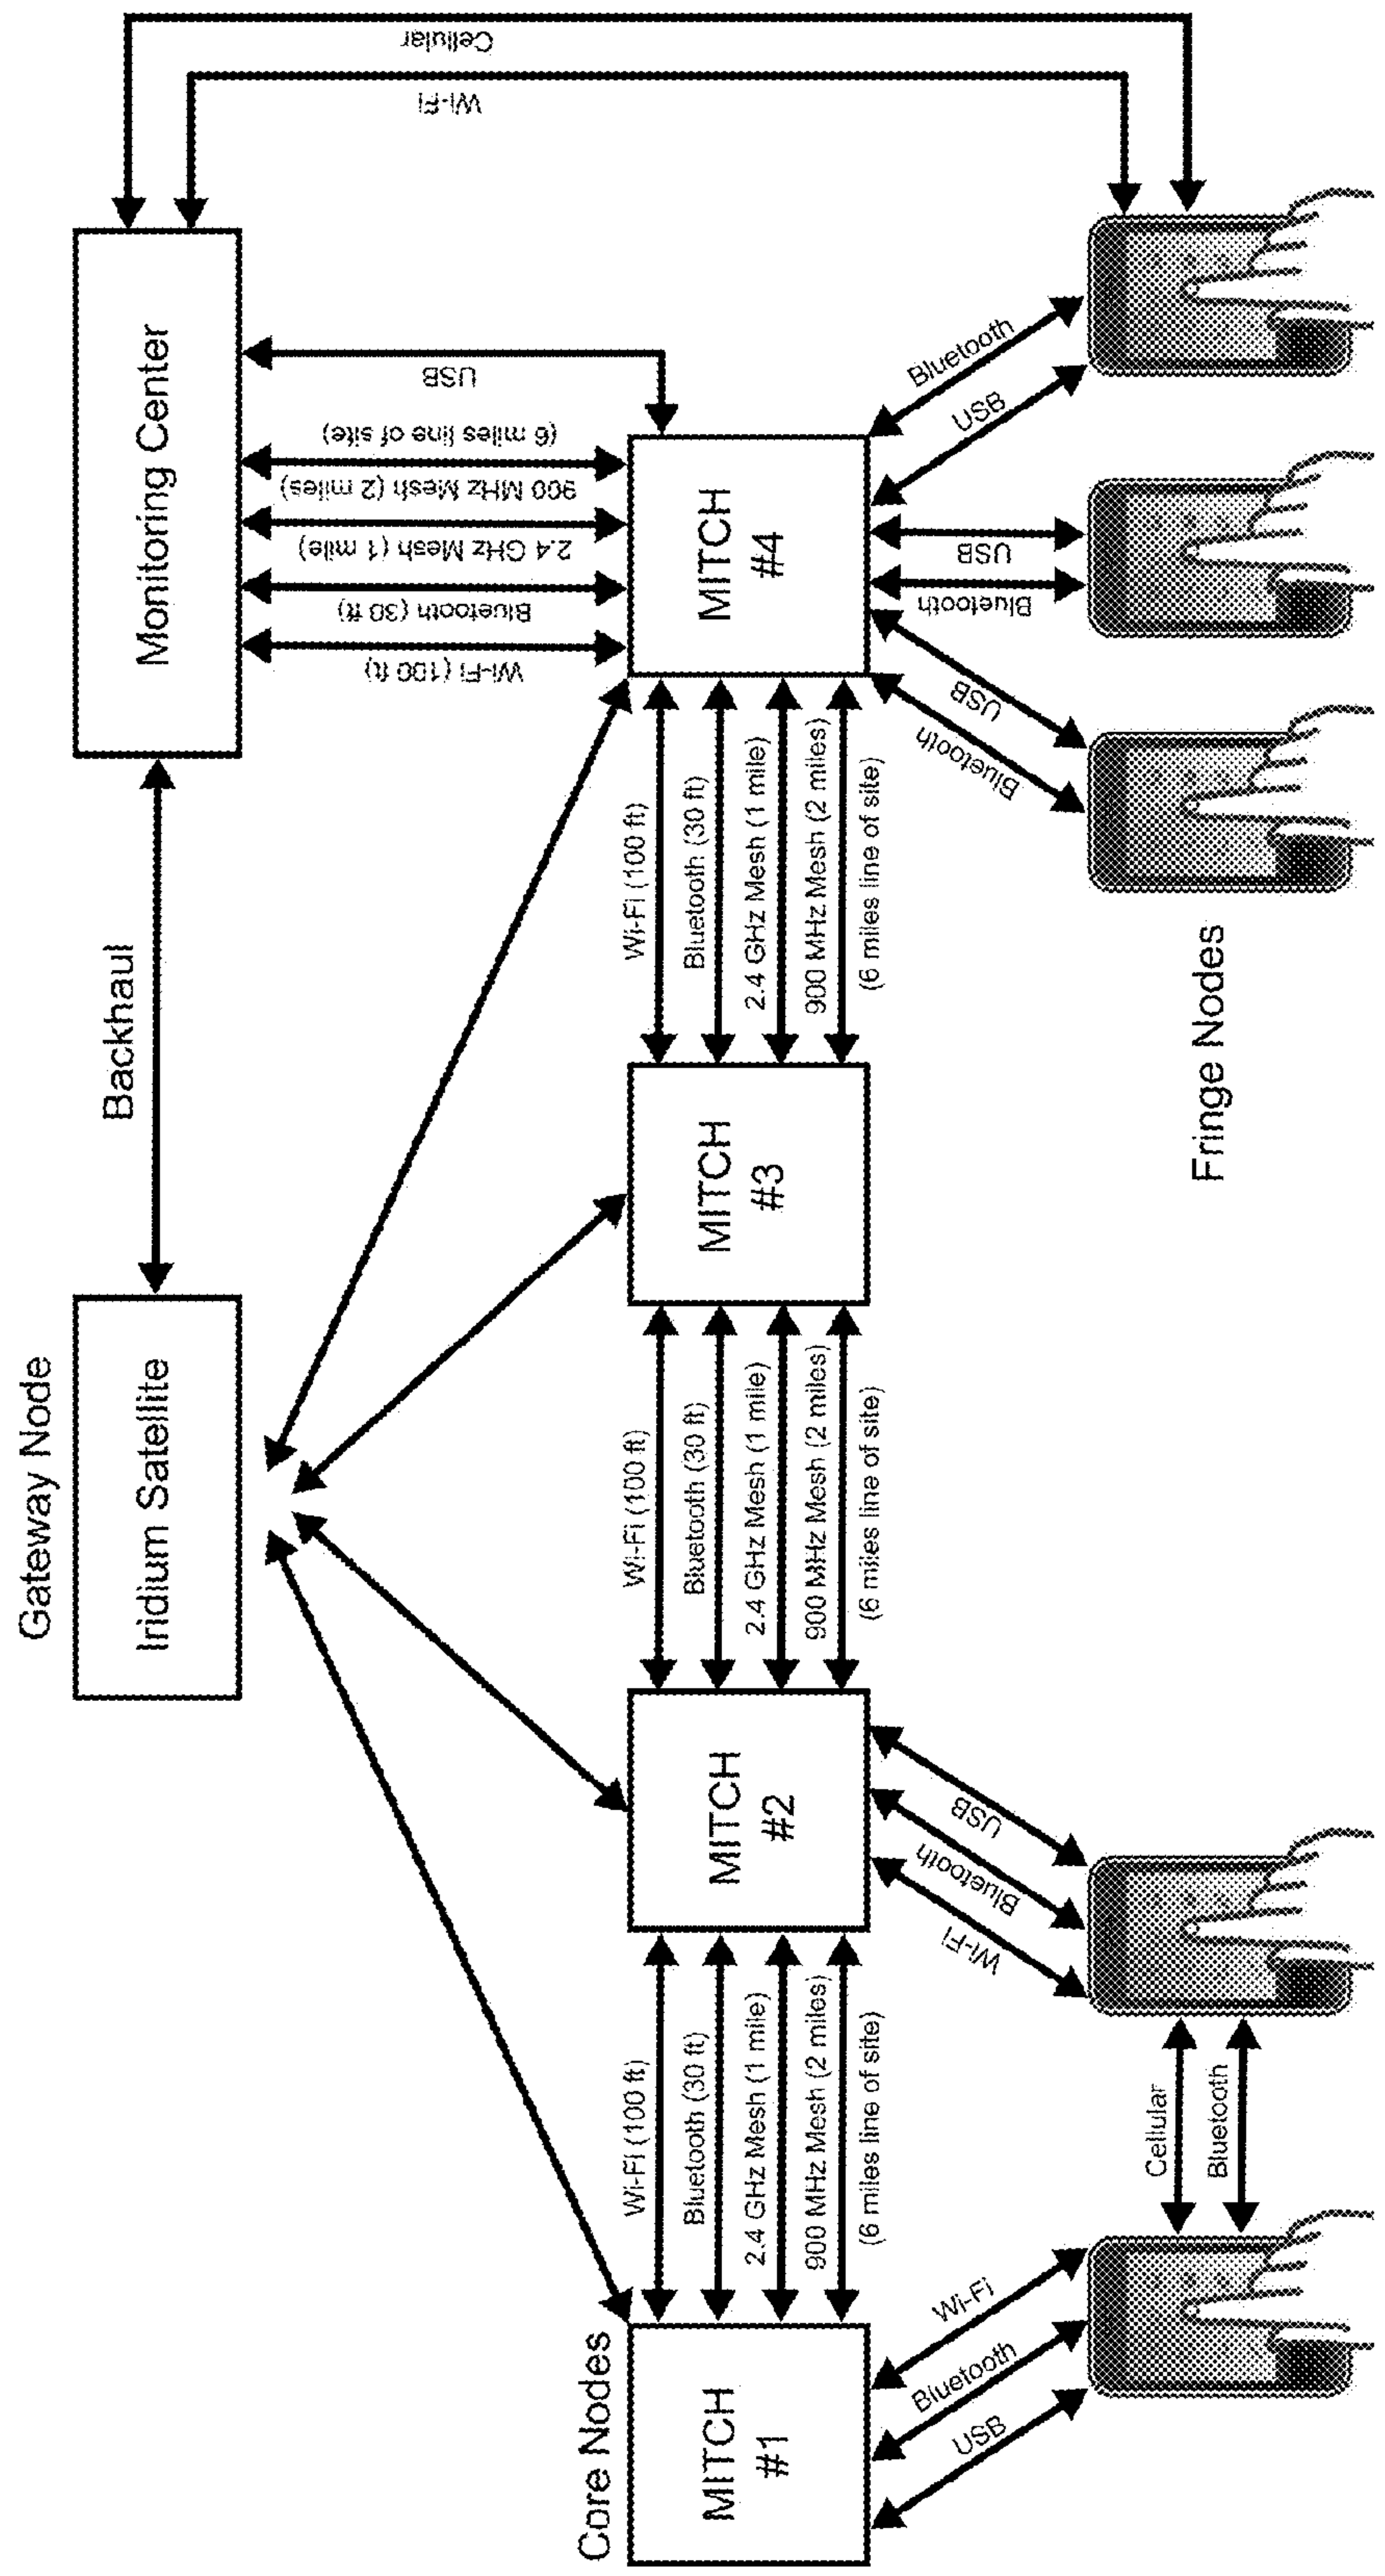 Gateway Node
Iridium Satellite
Backhaul
Monitoring Center
Cellular
Wi-Fi
USB
(6 miles line of site)
900 MHz Mesh (2 miles)
2.4 GHz Mesh (1 mile)
Bluetooth (30 ft)
Wi-Fi (100 ft)
Core Nodes
MITCH
#1
Wi-Fi (100 ft)
Bluetooth (30 ft)
2.4 GHz Mesh (1 mile)
900 MHz Mesh (2 miles)
(6 miles line of site)
MITCH
#2
Wi-Fi (100 ft)
Bluetooth (30 ft)
2.4 GHz Mesh (1 mile)
900 MHz Mesh (2 miles)
(6 miles line of site)
MITCH
#3
Wi-Fi (100 ft)
Bluetooth (30 ft)
2.4 GHz Mesh (1 mile)
900 MHz Mesh (2 miles)
(6 miles line of site)
MITCH
#4
USB
Bluetooth
Wi-Fi
Wi-Fi
Bluetooth
USB
Bluetooth
USB
Bluetooth
USB
USB
Bluetooth
Cellular
Bluetooth
Fringe Nodes